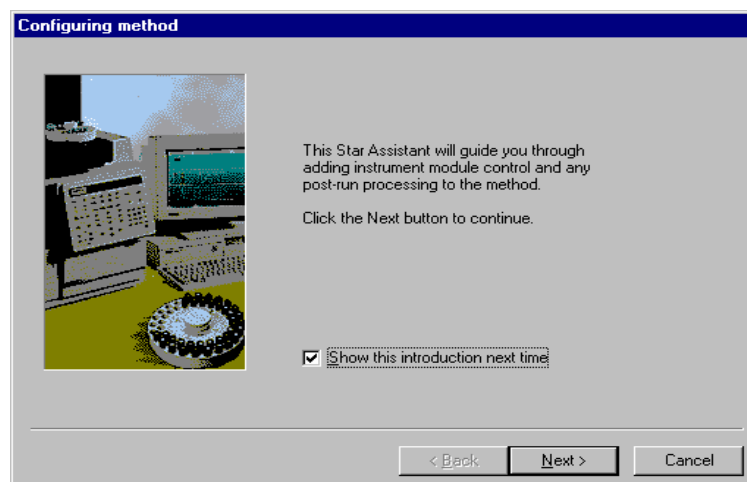 Configuring method
This Star Assistant will guide you through
adding instrument module control and any
post-run processing to the method.
Click the Next button to continue.
Show this introduction next time
< Back
Next >
Cancel